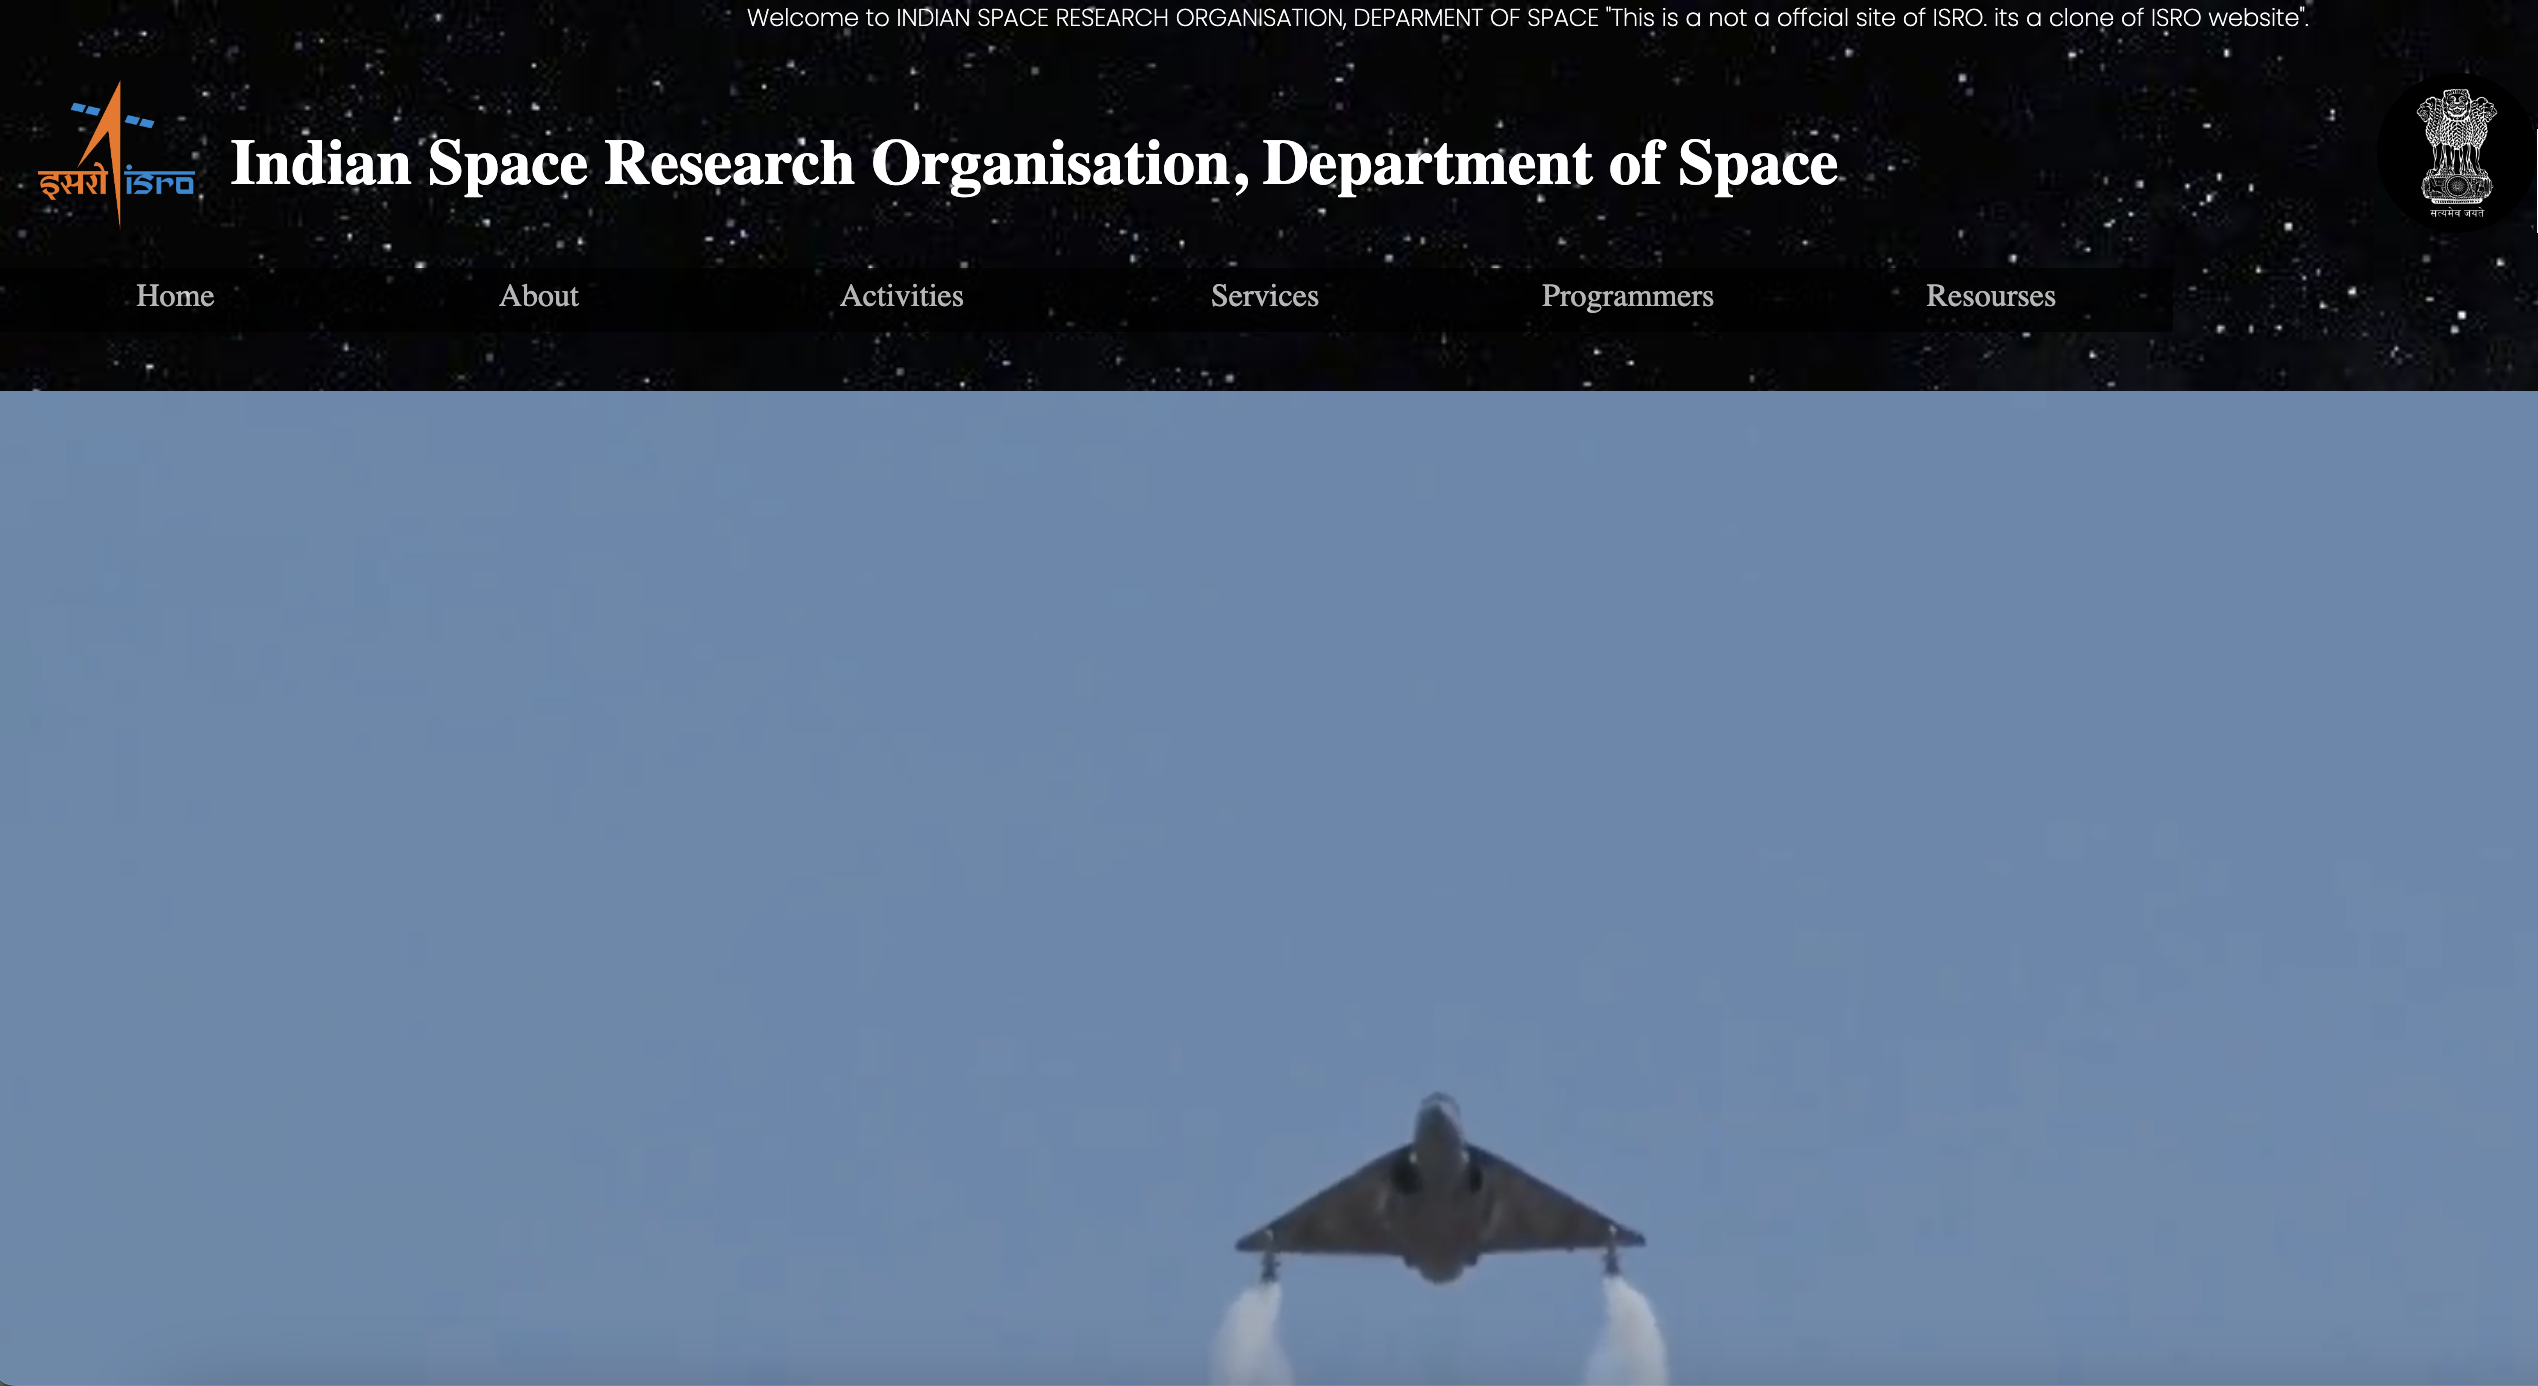 Welcome to INDIAN SPACE RESEARCH ORGANISATION, DEPARMENT OF SPACE "This is a not a offcial site of ISRO. its a clone of ISRO website".
इसरो isro
Indian Space Research Organisation, Department of Space
सत्यमेव जयते
Home About Activities Services Programmers Resourses